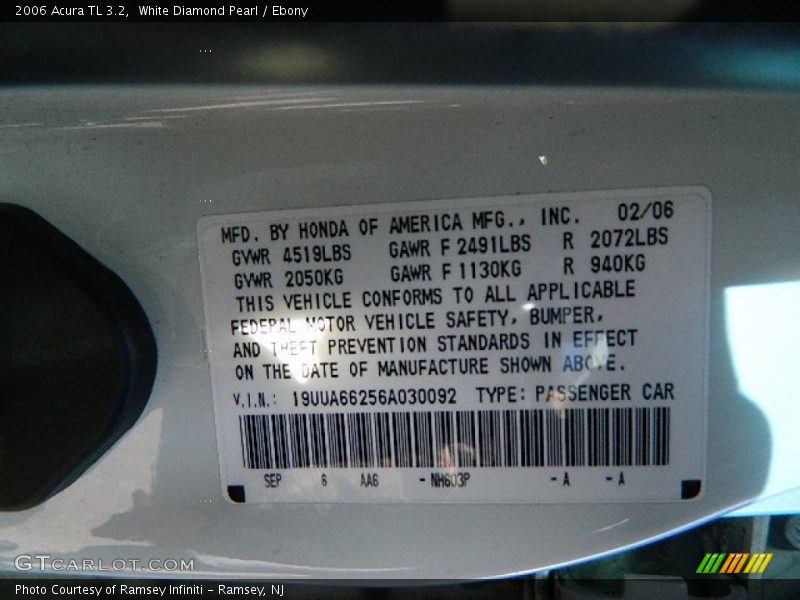 2006 Acura TL 3.2,  White Diamond Pearl / Ebony
MFD. BY HONDA OF AMERICA MFG., INC.   02/06
GVWR 4519LBS   GAWR F 2491LBS   R 2072LBS
GVWR 2050KG   GAWR F 1130KG   R 940KG
THIS VEHICLE CONFORMS TO ALL APPLICABLE
FEDERAL MOTOR VEHICLE SAFETY, BUMPER,
AND THEFT PREVENTION STANDARDS IN EFFECT
ON THE DATE OF MANUFACTURE SHOWN ABOVE.
V.I.N.: 19UUA66256A030092   TYPE: PASSENGER CAR
SEP   6   AA6   - NH603P   - A   - A
GTCARLOT.COM
Photo Courtesy of Ramsey Infiniti - Ramsey, NJ